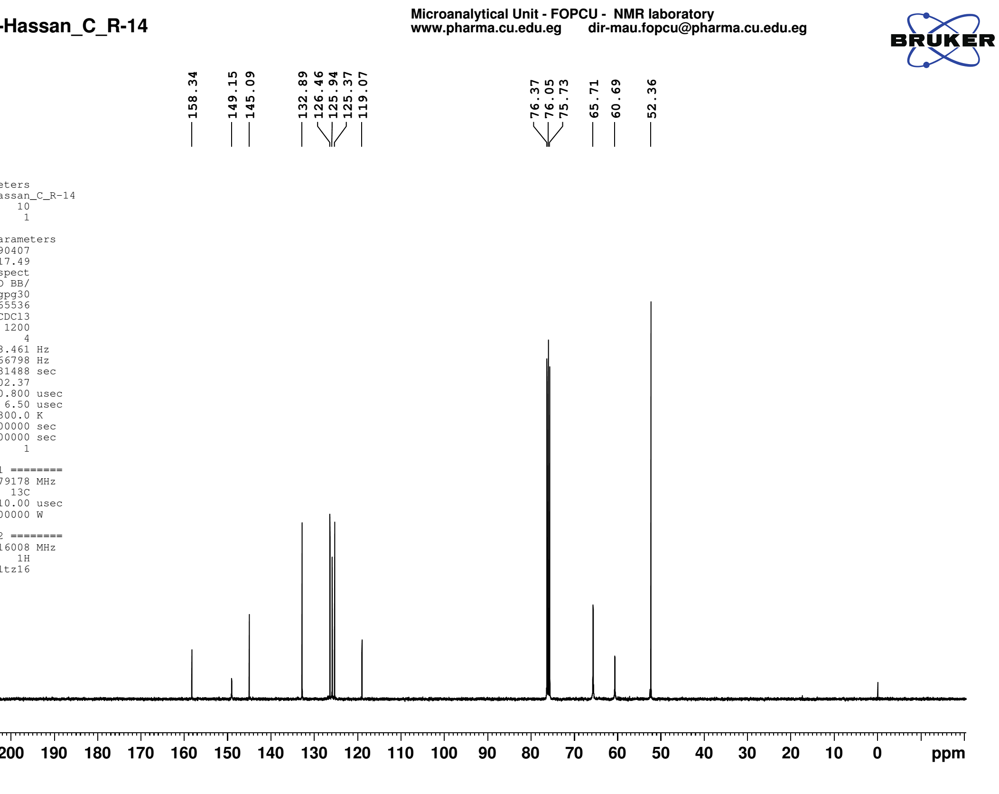 -Hassan_C_R-14
Microanalytical Unit - FOPCU - NMR laboratory
www.pharma.cu.edu.eg dir-mau.fopcu@pharma.cu.edu.eg
BRUKER
158.34
149.15
145.09
132.89
126.46
125.94
125.37
119.07
76.37
76.05
75.73
65.71
60.69
52.36
eters
assan_C_R-14
10
1
arameters
90407
17.49
spect
D BB/
gpg30
65536
CDCl3
1200
4
3.461 Hz
66798 Hz
81488 sec
02.37
0.800 usec
6.50 usec
300.0 K
00000 sec
00000 sec
1
1 ========
79178 MHz
13C
10.00 usec
00000 W
2 ========
16008 MHz
1H
ltz16
200 190 180 170 160 150 140 130 120 110 100 90 80 70 60 50 40 30 20 10 0 ppm